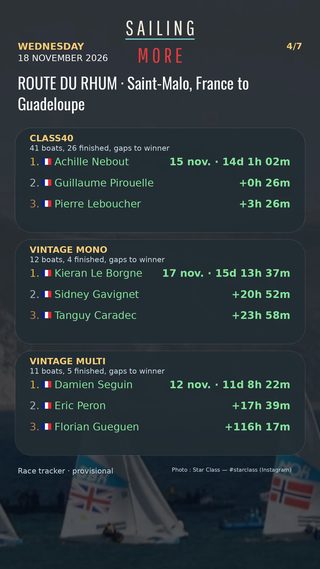 SAILING
MORE
WEDNESDAY
18 NOVEMBER 2026
4/7
ROUTE DU RHUM · Saint-Malo, France to
Guadeloupe
CLASS40
41 boats, 26 finished, gaps to winner
1. Achille Nebout 15 nov. · 14d 1h 02m
2. Guillaume Pirouelle +0h 26m
3. Pierre Leboucher +3h 26m
VINTAGE MONO
12 boats, 4 finished, gaps to winner
1. Kieran Le Borgne 17 nov. · 15d 13h 37m
2. Sidney Gavignet +20h 52m
3. Tanguy Caradec +23h 58m
VINTAGE MULTI
11 boats, 5 finished, gaps to winner
1. Damien Seguin 12 nov. · 11d 8h 22m
2. Eric Peron +17h 39m
3. Florian Gueguen +116h 17m
Race tracker · provisional
Photo : Star Class — #starclass (Instagram)